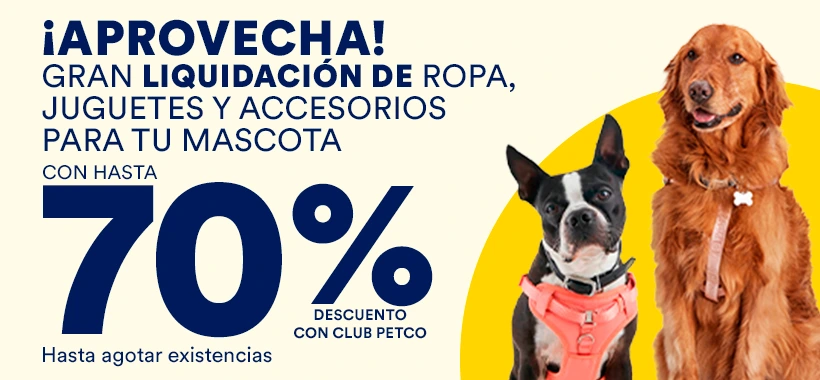 ¡APROVECHA!
GRAN LIQUIDACIÓN DE ROPA,
JUGUETES Y ACCESORIOS
PARA TU MASCOTA
CON HASTA
70%
DESCUENTO
CON CLUB PETCO
Hasta agotar existencias